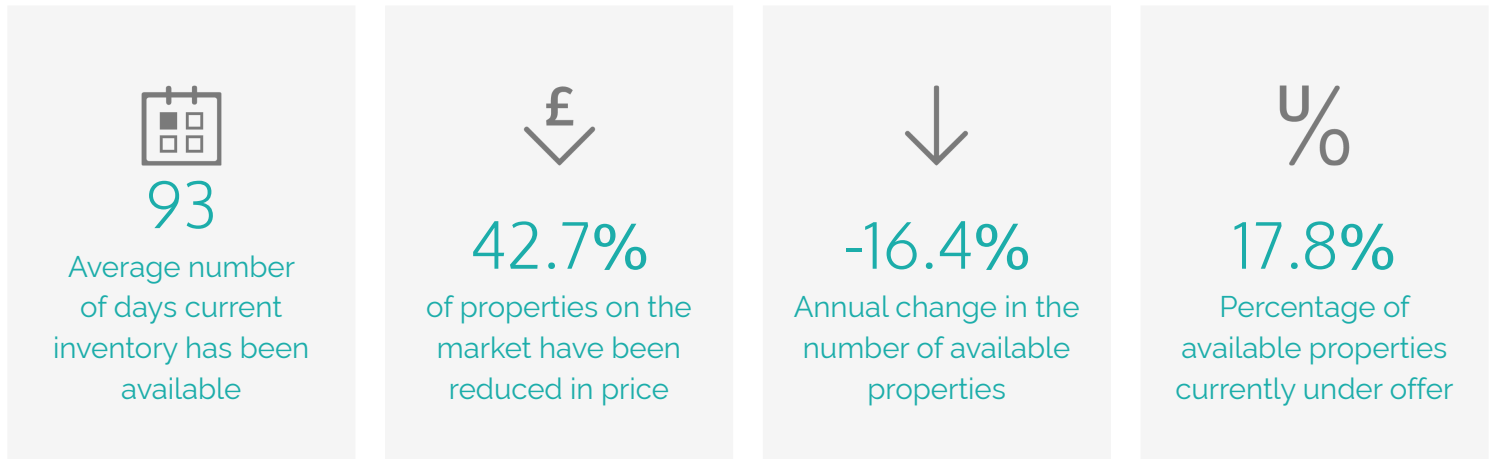 93
Average number
of days current
inventory has been
available
£
42.7%
of properties on the
market have been
reduced in price
-16.4%
Annual change in the
number of available
properties
U/O
17.8%
Percentage of
available properties
currently under offer